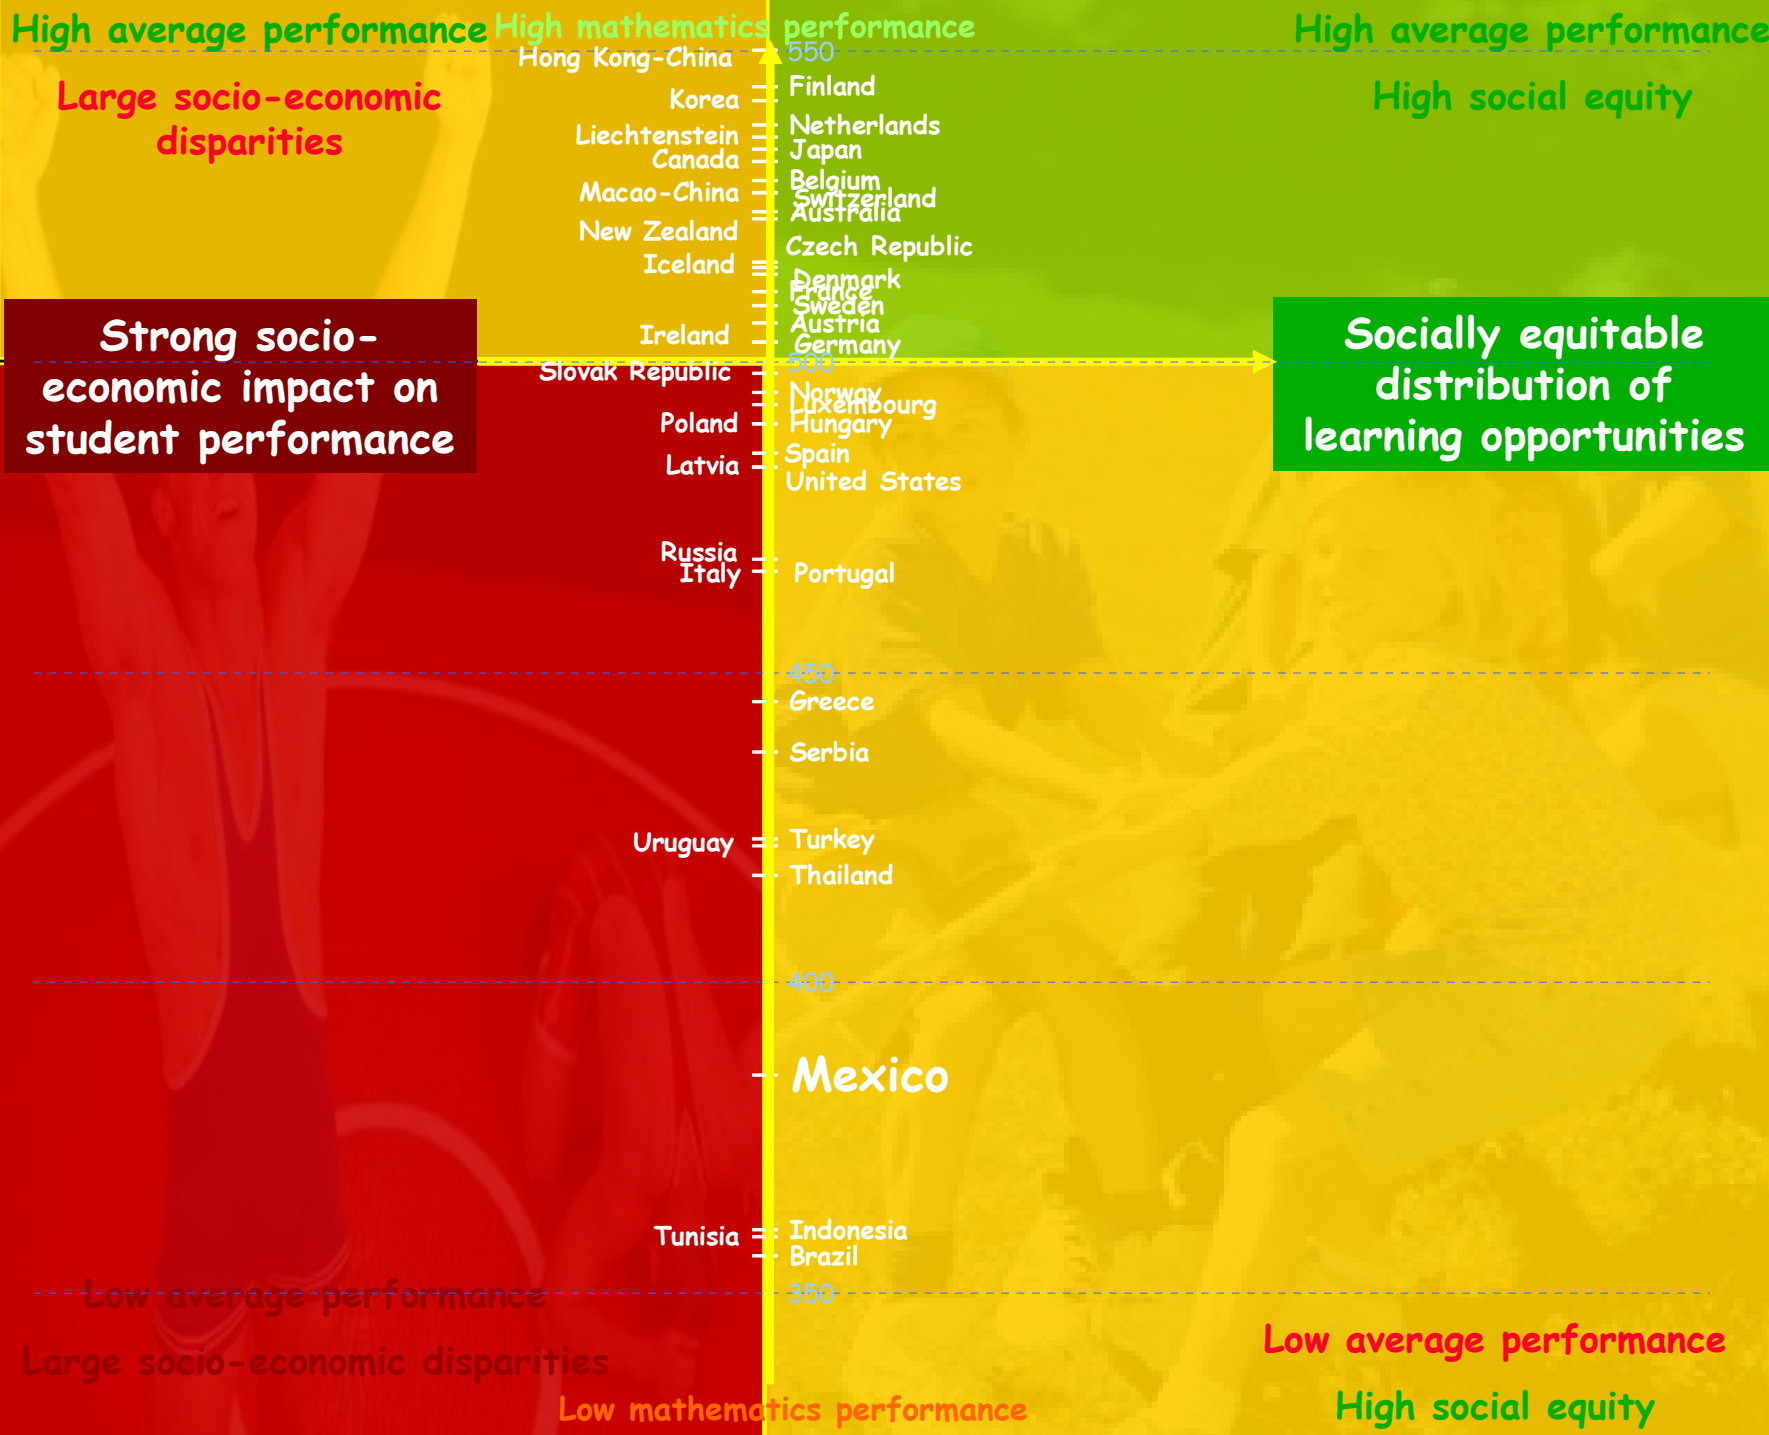 High average performance
High mathematics performance
High average performance
550
Hong Kong-China
Finland
Large socio-economic
disparities
High social equity
Korea
Netherlands
Liechtenstein
Japan
Canada
Belgium
Macao-China
Switzerland
Australia
New Zealand
Czech Republic
Iceland
Denmark
France
Sweden
Austria
Ireland
Germany
Strong socio-
economic impact on
student performance
Socially equitable
distribution of
learning opportunities
500
Slovak Republic
Norway
Luxembourg
Poland
Hungary
Spain
Latvia
United States
Russia
Italy
Portugal
450
Greece
Serbia
Uruguay
Turkey
Thailand
400
Mexico
Tunisia
Indonesia
Brazil
350
Low average performance
Large socio-economic disparities
Low average performance
Low mathematics performance
High social equity